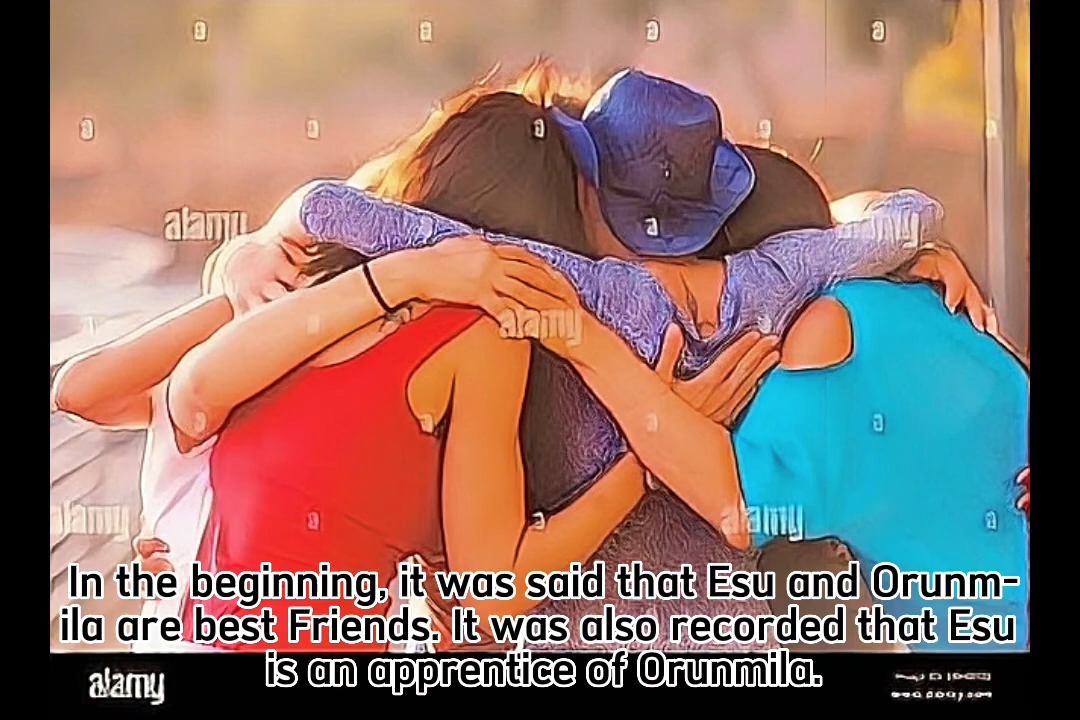 alamy
alamy
alamy
alamy
alamy
In the beginning, it was said that Esu and Orunm-
ila are best Friends. It was also recorded that Esu
is an apprentice of Orunmila.
alamy